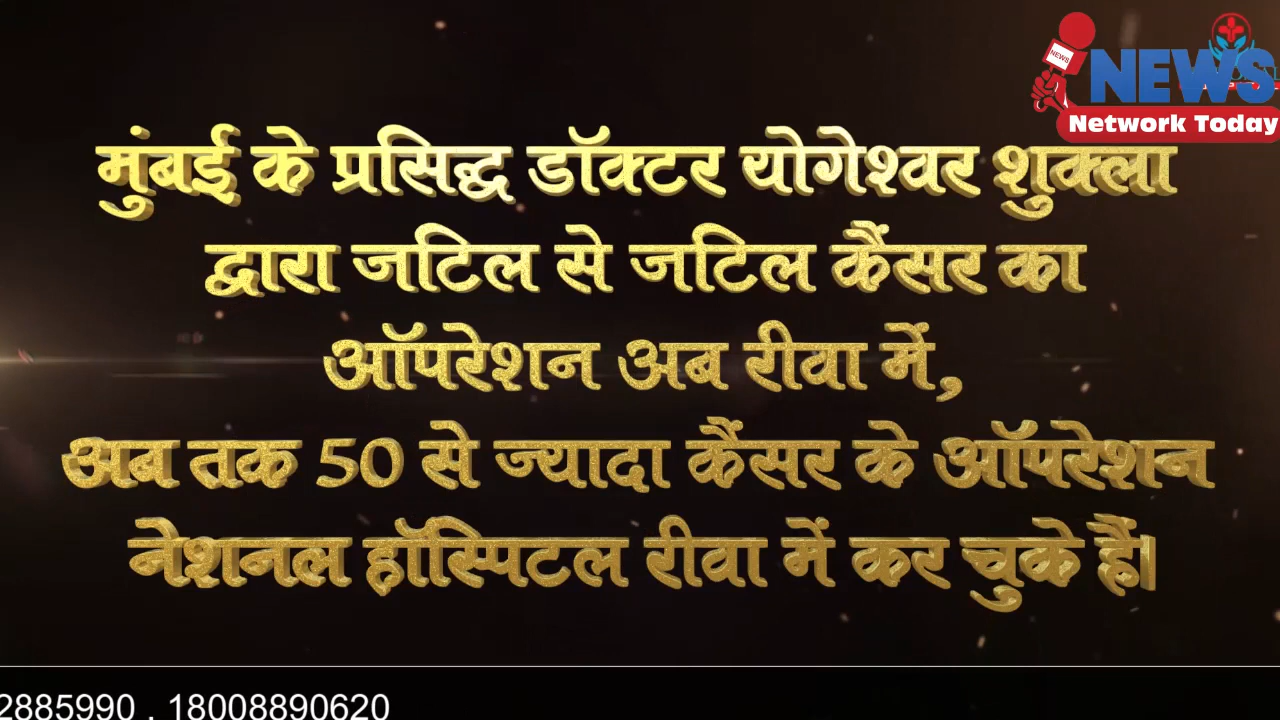 NEWS
NEWS
Network Today
मुंबई के प्रसिद्ध डॉक्टर योगेश्वर शुक्ला
द्वारा जटिल से जटिल कैंसर का
ऑपरेशन अब रीवा में,
अब तक 50 से ज्यादा कैंसर के ऑपरेशन
नेशनल हॉस्पिटल रीवा में कर चुके हैं।
2885990 , 18008890620